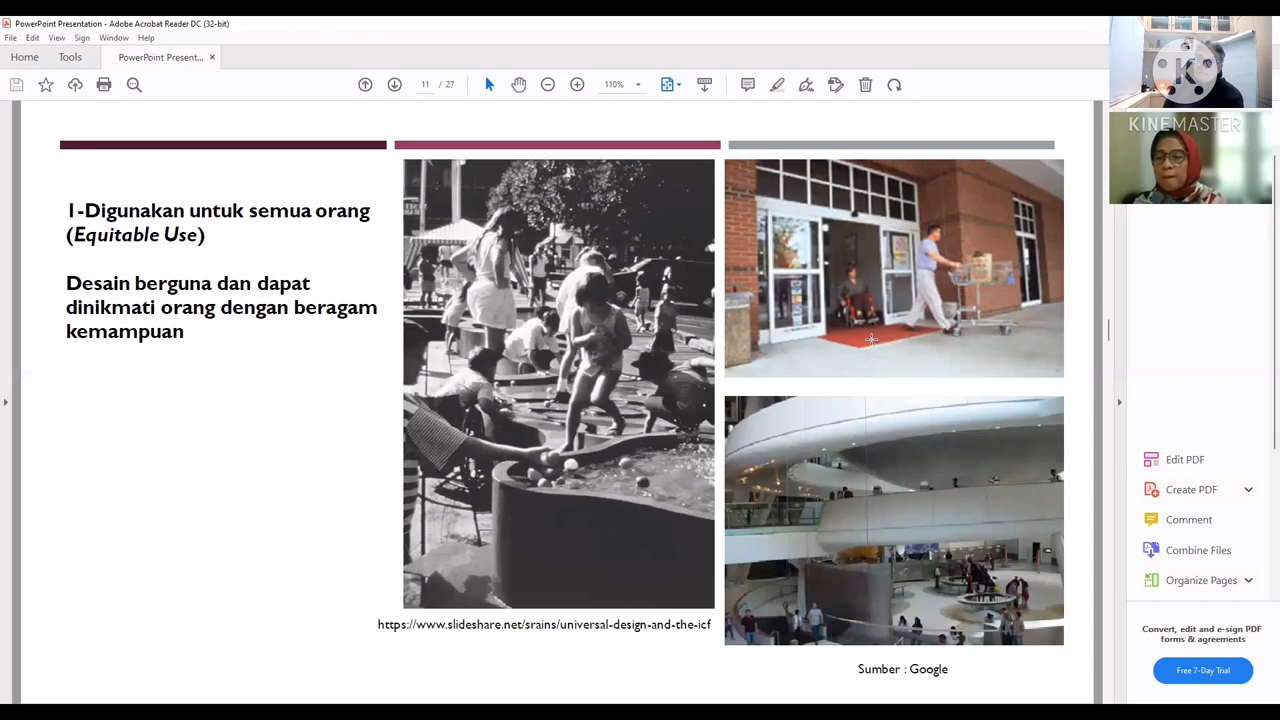 PowerPoint Presentation - Adobe Acrobat Reader DC (32-bit)
File Edit View Sign Window Help
Home Tools PowerPoint Present... ×
11 / 27 110%
1-Digunakan untuk semua orang
(Equitable Use)
Desain berguna dan dapat
dinikmati orang dengan beragam
kemampuan
https://www.slideshare.net/srains/universal-design-and-the-icf
Sumber : Google
K
KINEMASTER
Edit PDF
Create PDF
Comment
Combine Files
Organize Pages
Convert, edit and e-sign PDF
forms & agreements
Free 7-Day Trial